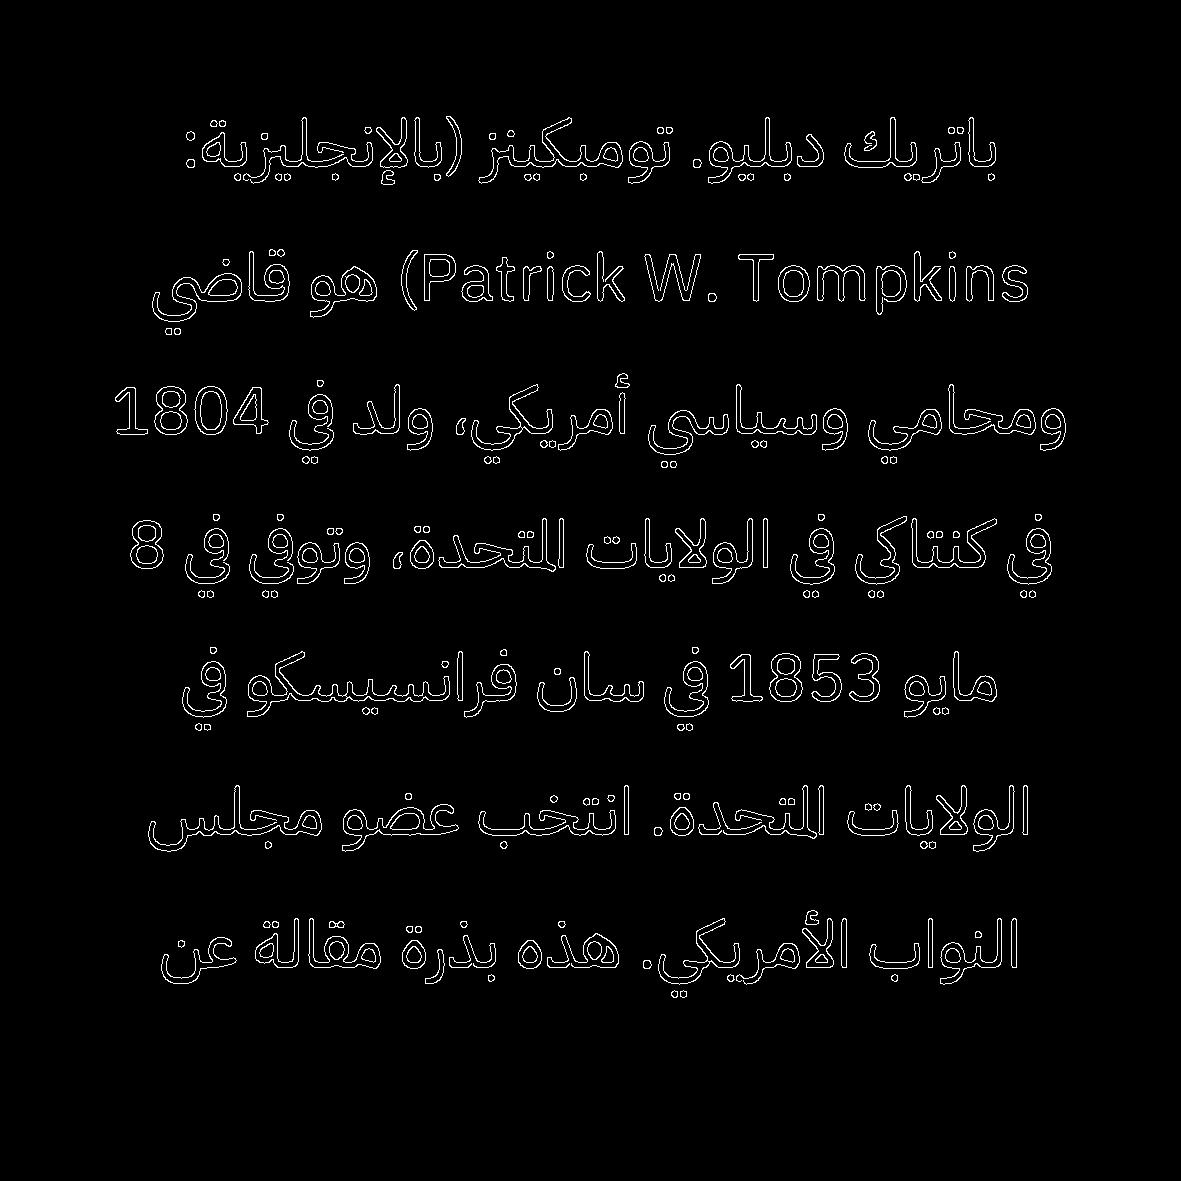 باتريك دبليو. تومبكينز (بالإنجليزية:
Patrick W. Tompkins) هو قاضي
ومحامي وسياسي أمريكي، ولد في 1804
في كنتاكي في الولايات المتحدة، وتوفي في 8
مايو 1853 في سان فرانسيسكو في
الولايات المتحدة. انتخب عضو مجلس
النواب الأمريكي. هذه بذرة مقالة عن